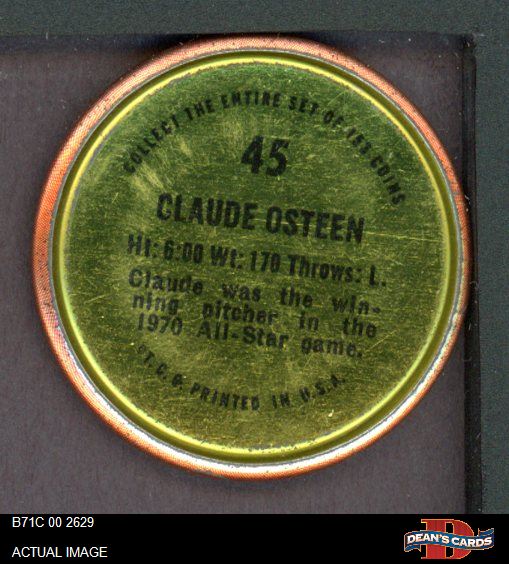 COLLECT THE ENTIRE SET OF 153 COINS
45
CLAUDE OSTEEN
Ht: 6:00 Wt: 170 Throws: L.
Claude was the win-
ning pitcher in the
1970 All-Star game.
©T.C.G. PRINTED IN U.S.A.
B71C 00 2629
ACTUAL IMAGE
D
DEAN'S CARDS